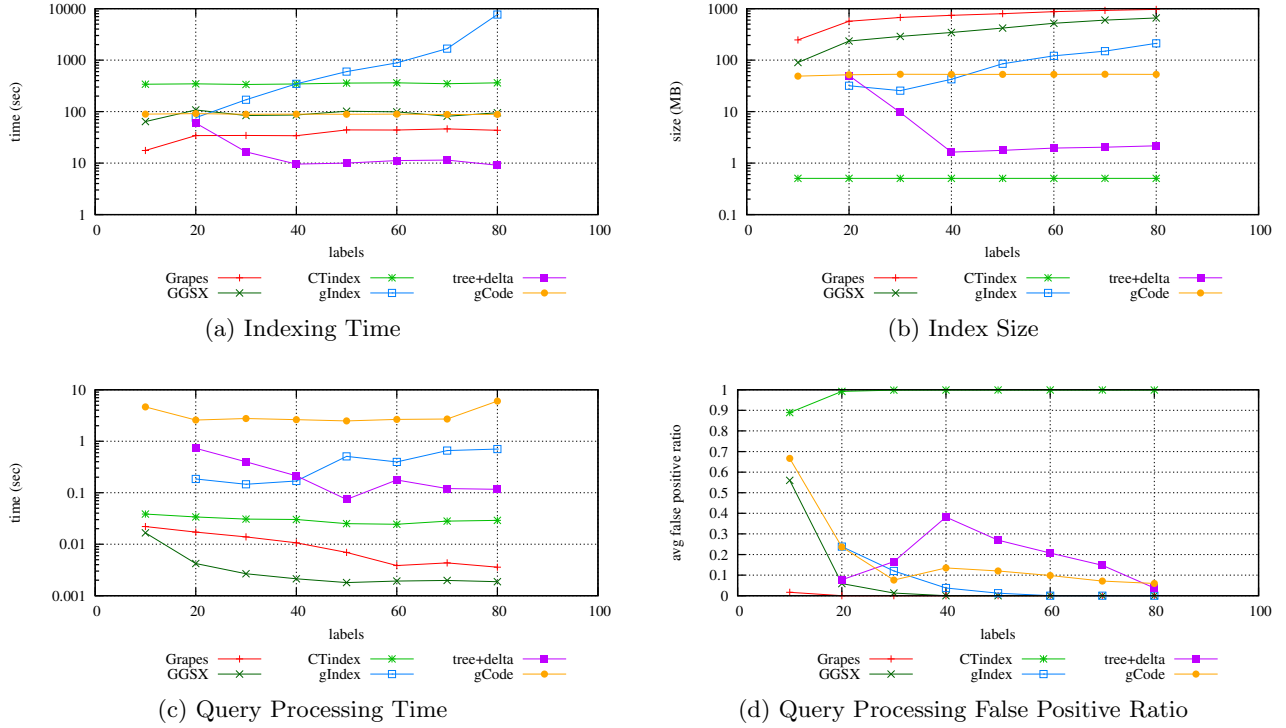 10000
1000
100
10
1
time (sec)
0 20 40 60 80 100
labels
Grapes CTindex tree+delta
GGSX gIndex gCode
(a) Indexing Time
1000
100
10
1
0.1
size (MB)
0 20 40 60 80 100
labels
Grapes CTindex tree+delta
GGSX gIndex gCode
(b) Index Size
10
1
0.1
0.01
0.001
time (sec)
0 20 40 60 80 100
labels
Grapes CTindex tree+delta
GGSX gIndex gCode
(c) Query Processing Time
1
0.9
0.8
0.7
0.6
0.5
0.4
0.3
0.2
0.1
0
avg false positive ratio
0 20 40 60 80 100
labels
Grapes CTindex tree+delta
GGSX gIndex gCode
(d) Query Processing False Positive Ratio